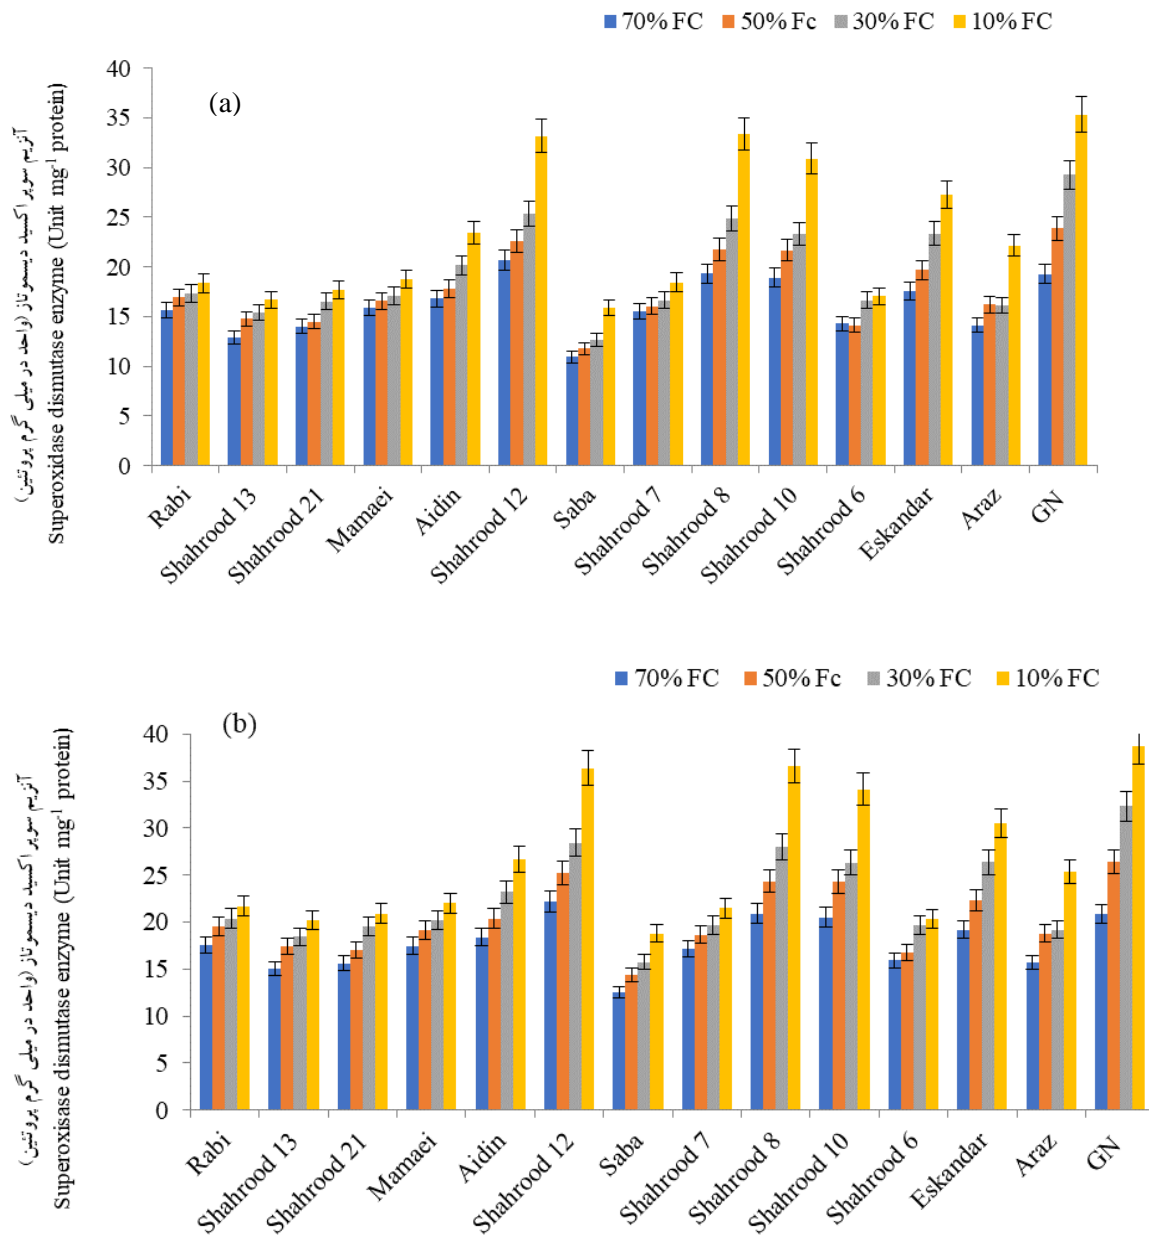 70% FC 50% Fc 30% FC 10% FC
(a)
آنزیم سوپر اکسید دیسموتاز (واحد در میلی گرم پروتئین)
Superoxidase dismutase enzyme (Unit mg-1 protein)
40
35
30
25
20
15
10
5
0
Rabi
Shahrood 13
Shahrood 21
Mamaei
Aidin
Shahrood 12
Saba
Shahrood 7
Shahrood 8
Shahrood 10
Shahrood 6
Eskandar
Araz
GN
70% FC 50% Fc 30% FC 10% FC
(b)
آنزیم سوپر اکسید دیسموتاز (واحد در میلی گرم پروتئین)
Superoxisase dismutase enzyme (Unit mg-1 protein)
40
35
30
25
20
15
10
5
0
Rabi
Shahrood 13
Shahrood 21
Mamaei
Aidin
Shahrood 12
Saba
Shahrood 7
Shahrood 8
Shahrood 10
Shahrood 6
Eskandar
Araz
GN